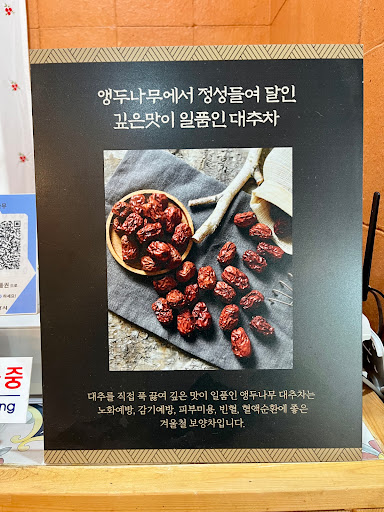 앵두나무에서 정성들여 달인
깊은맛이 일품인 대추차
대추를 직접 푹 끓여 깊은 맛이 일품인 앵두나무 대추차는
노화예방, 감기예방, 피부미용, 빈혈, 혈액순환에 좋은
겨울철 보양차입니다.
중
ng